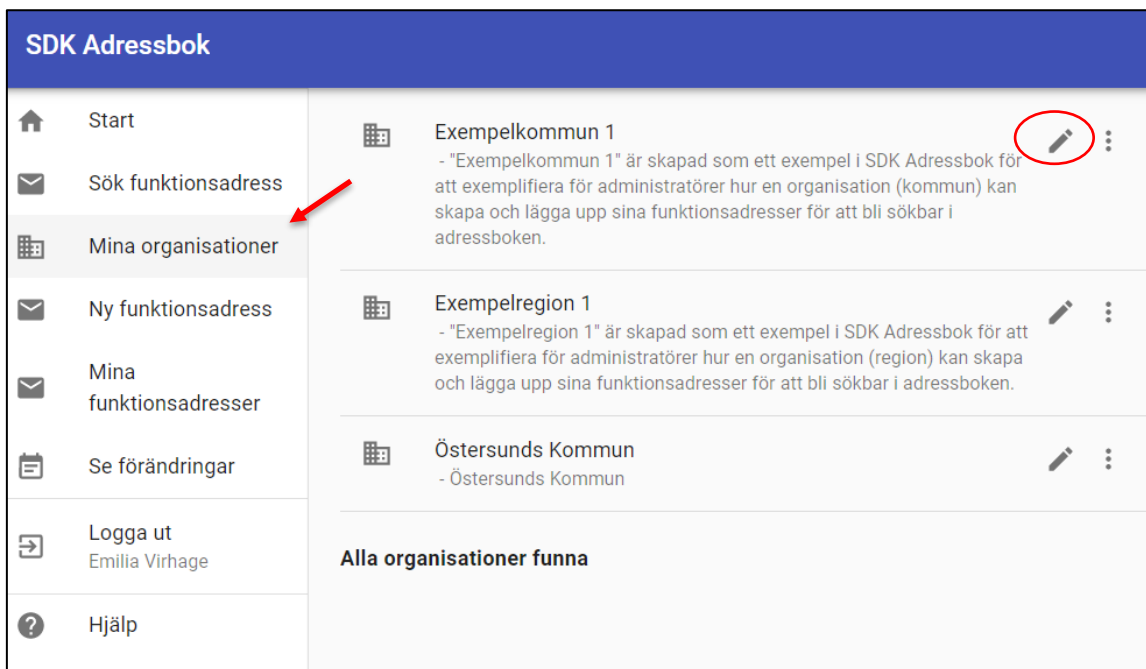 SDK Adressbok
Start
Sök funktionsadress
Mina organisationer
Ny funktionsadress
Mina
funktionsadresser
Se förändringar
Logga ut
Emilia Virhage
Hjälp
Exempelkommun 1
- "Exempelkommun 1" är skapad som ett exempel i SDK Adressbok för
att exemplifiera för administratörer hur en organisation (kommun) kan
skapa och lägga upp sina funktionsadresser för att bli sökbar i
adressboken.
Exempelregion 1
- "Exempelregion 1" är skapad som ett exempel i SDK Adressbok för att
exemplifiera för administratörer hur en organisation (region) kan skapa
och lägga upp sina funktionsadresser för att bli sökbar i adressboken.
Östersunds Kommun
- Östersunds Kommun
Alla organisationer funna